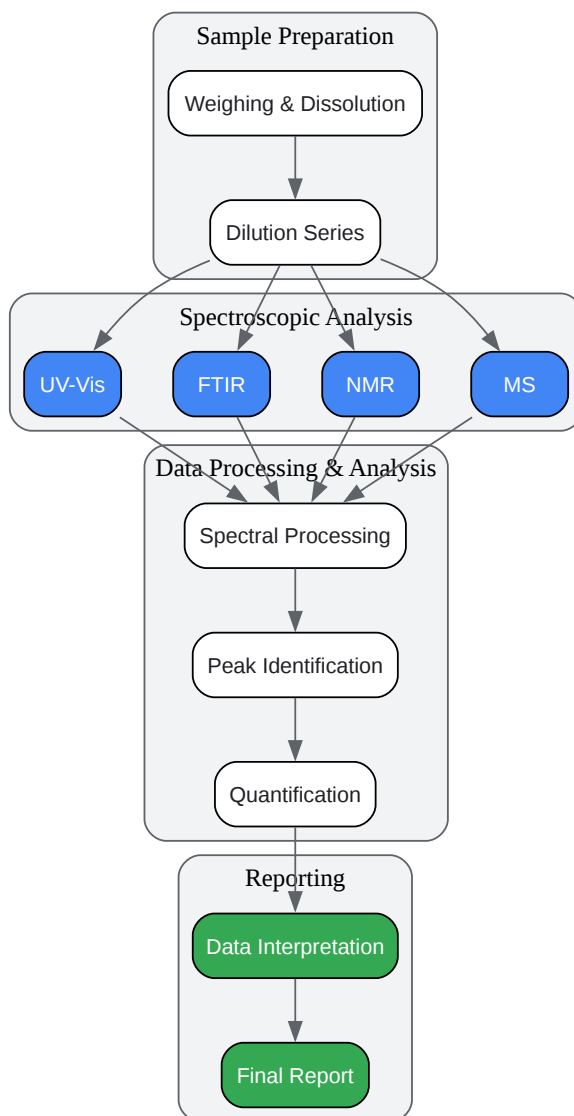 Sample Preparation
Weighing & Dissolution
Dilution Series
Spectroscopic Analysis
UV-Vis
FTIR
NMR
MS
Data Processing & Analysis
Spectral Processing
Peak Identification
Quantification
Reporting
Data Interpretation
Final Report